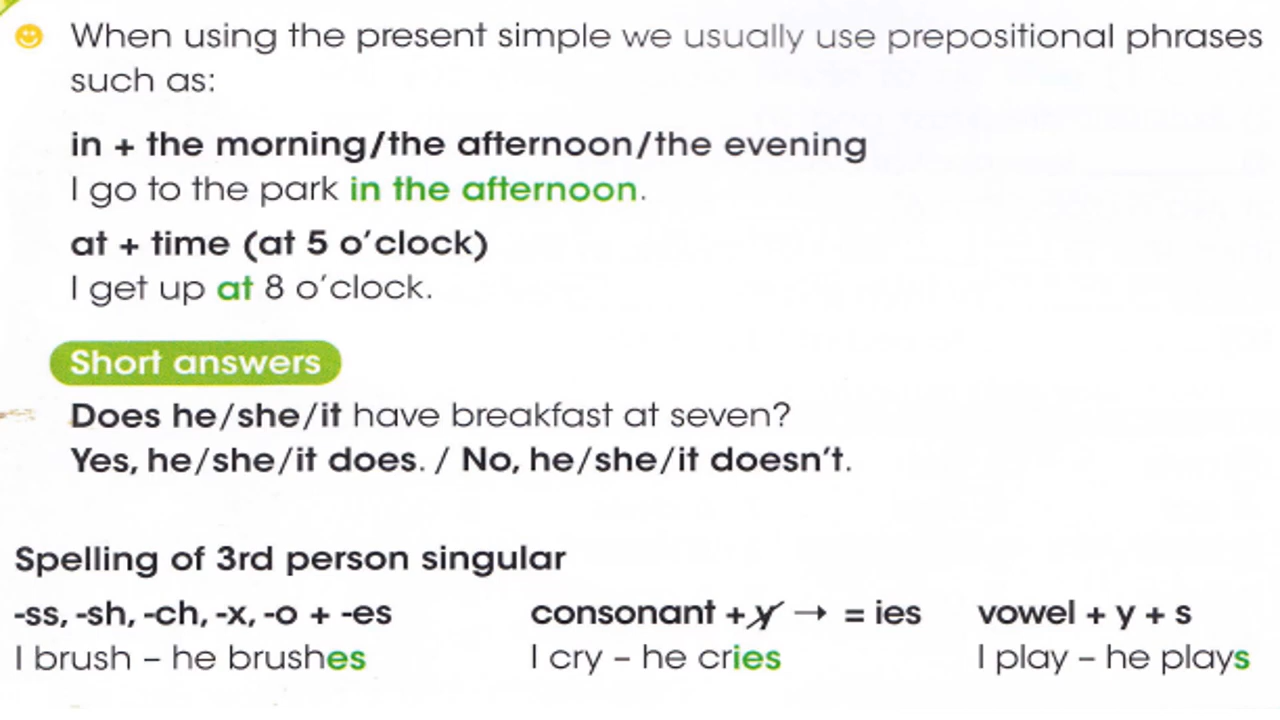 When using the present simple we usually use prepositional phrases
such as:
in + the morning/the afternoon/the evening
I go to the park in the afternoon.
at + time (at 5 o'clock)
I get up at 8 o'clock.
Short answers
Does he/she/it have breakfast at seven?
Yes, he/she/it does. / No, he/she/it doesn't.
Spelling of 3rd person singular
-ss, -sh, -ch, -x, -o + -es consonant + y → = ies vowel + y + s
I brush – he brushes I cry – he cries I play – he plays